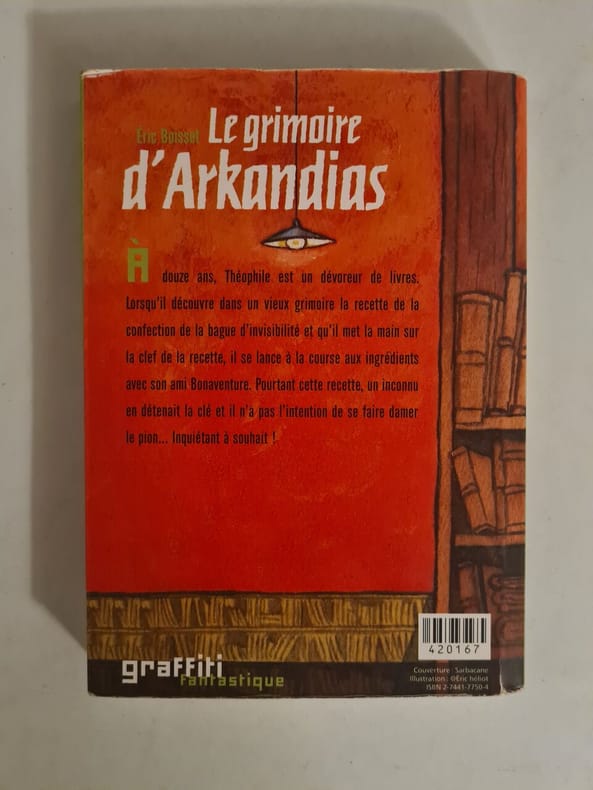 Éric Boisset
Le grimoire
d'Arkandias
À douze ans, Théophile est un dévoreur de livres.
Lorsqu'il découvre dans un vieux grimoire la recette de la
confection de la bague d'invisibilité et qu'il met la main sur
la clef de la recette, il se lance à la course aux ingrédients
avec son ami Bonaventure. Pourtant cette recette, un inconnu
en détenait la clé et il n'à pas l'intention de se faire damer
le pion... Inquiétant à souhait !
420167
graffiti
fantastique
Couverture : Sarbacane
Illustration : ©Éric héliot
ISBN 2-7441-7750-4